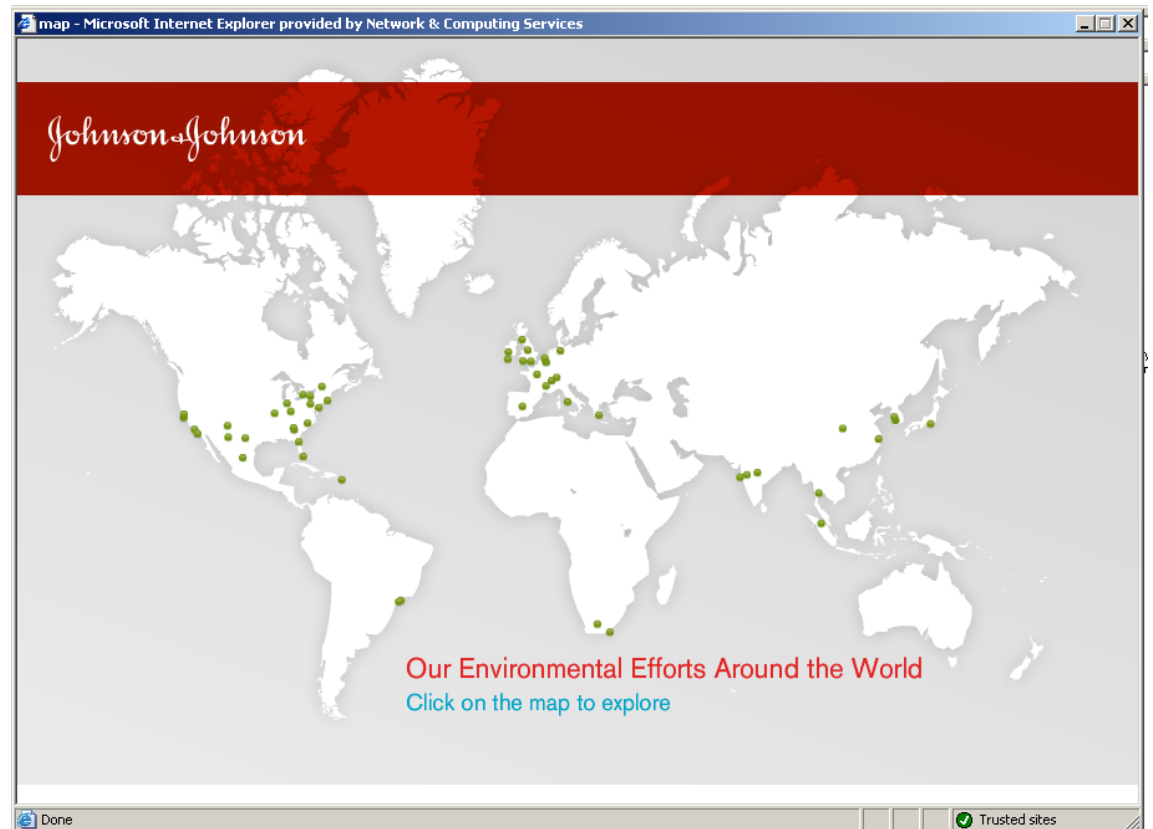 map - Microsoft Internet Explorer provided by Network & Computing Services
Johnson & Johnson
Our Environmental Efforts Around the World
Click on the map to explore
Done
Trusted sites